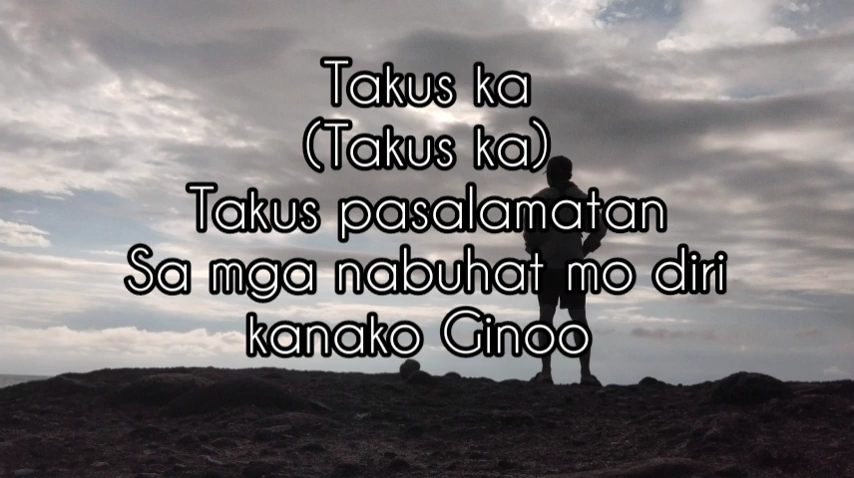 Takus ka
(Takus ka)
Takus pasalamatan
Sa mga nabuhat mo diri
kanako Ginoo